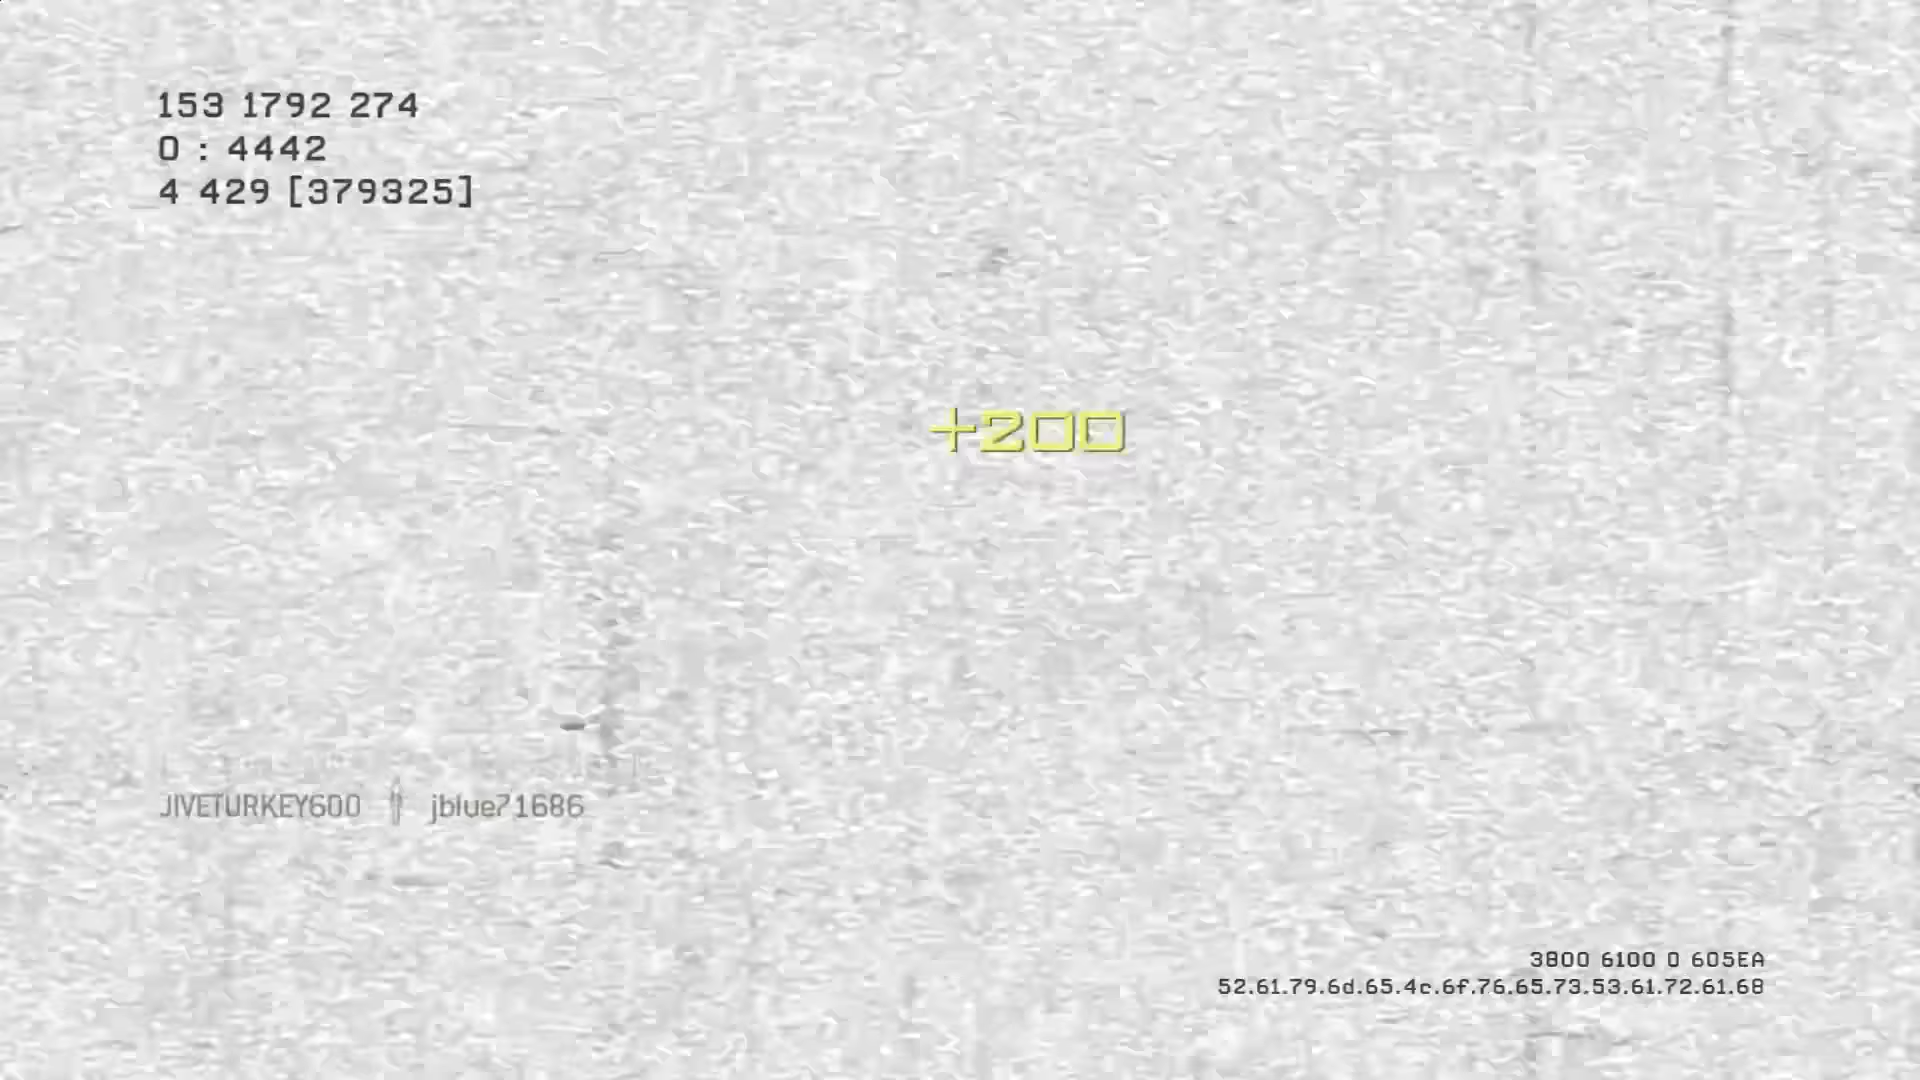 153 1792 274
0 : 4442
4 429 [379325]
+200
JIVETURKEY600 jblue71686
3800 6100 0 605EA
52.61.79.6d.65.4c.6f.76.65.73.53.61.72.61.68